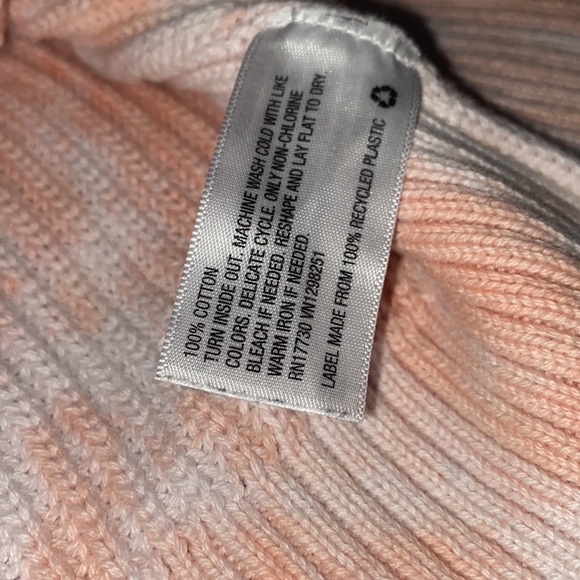 100% COTTON
TURN INSIDE OUT. MACHINE WASH COLD WITH LIKE
COLORS. DELICATE CYCLE. ONLY NON-CHLORINE
BLEACH IF NEEDED. RESHAPE AND LAY FLAT TO DRY.
WARM IRON IF NEEDED.
RN17730 VN1298251
LABEL MADE FROM 100% RECYCLED PLASTIC